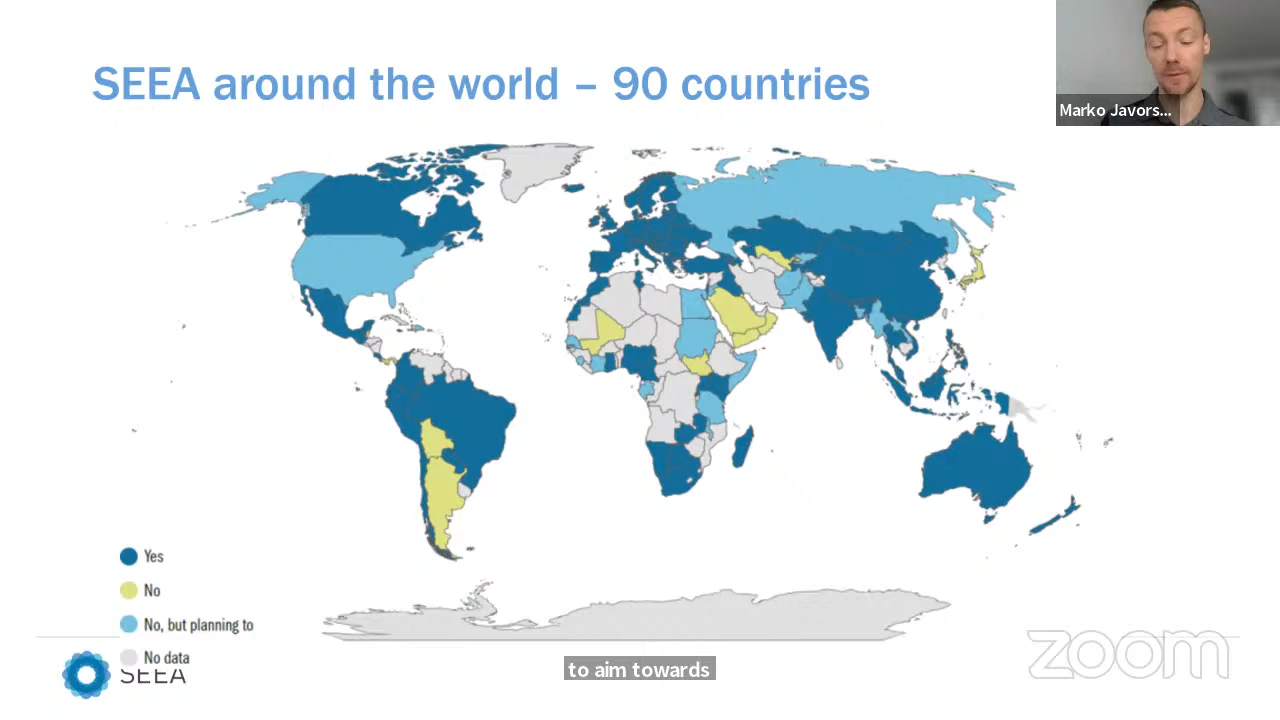 SEEA around the world – 90 countries
Marko Javors...
Yes
No
No, but planning to
No data
SEEA
to aim towards
zoom